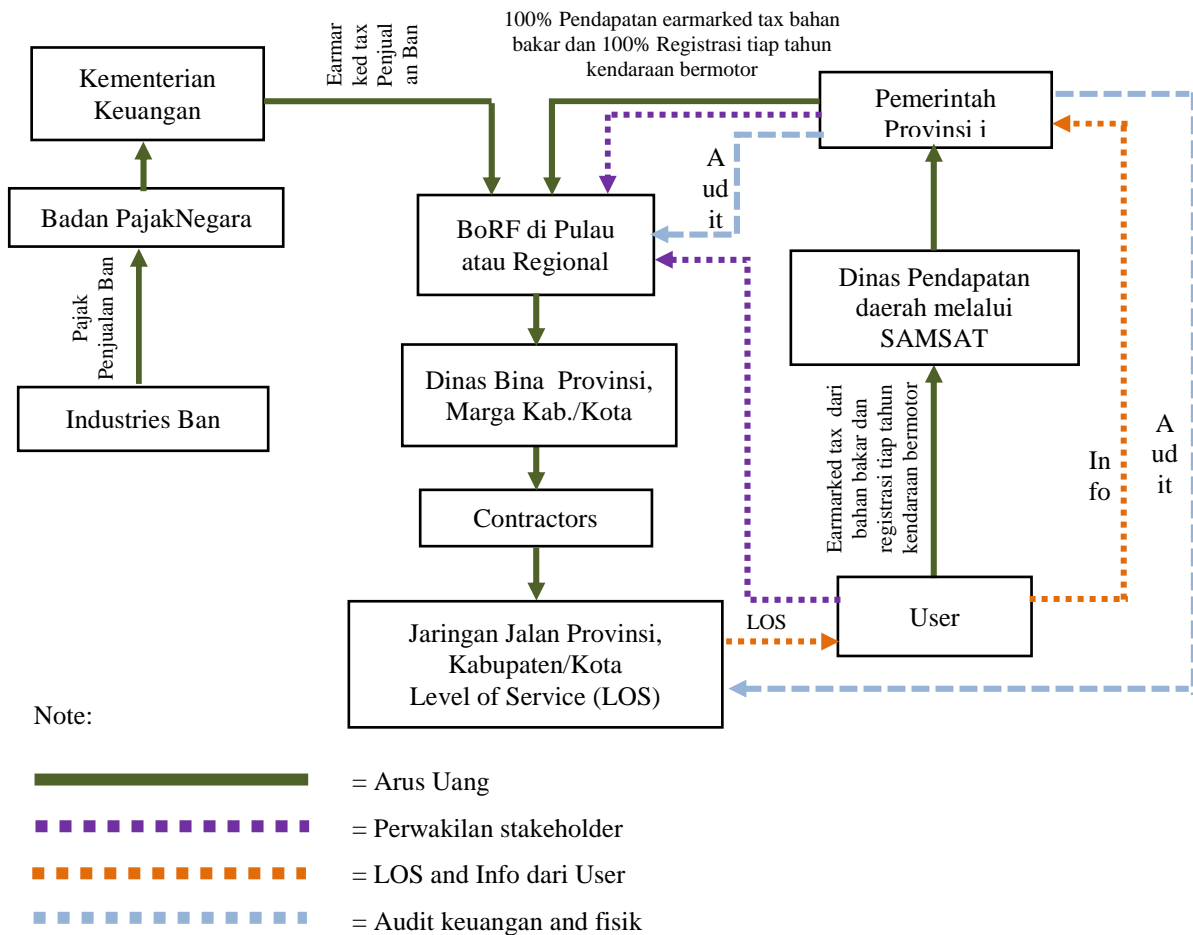 Earmar
ked tax
Penjual
an Ban
100% Pendapatan earmarked tax bahan
bakar dan 100% Registrasi tiap tahun
kendaraan bermotor
Kementerian
Keuangan
Pemerintah
Provinsi i
A
ud
it
Badan PajakNegara
BoRF di Pulau
atau Regional
Dinas Pendapatan
daerah melalui
SAMSAT
Pajak
Penjualan Ban
Dinas Bina  Provinsi,
Marga Kab./Kota
Industries Ban
Earmarked tax  dari
bahan bakar dan
registrasi tiap tahun
kendaraan bermotor
In
fo
A
ud
it
Contractors
User
LOS
Jaringan Jalan Provinsi,
Kabupaten/Kota
Level of Service (LOS)
Note:
= Arus Uang
= Perwakilan stakeholder
= LOS and Info dari User
= Audit keuangan and fisik